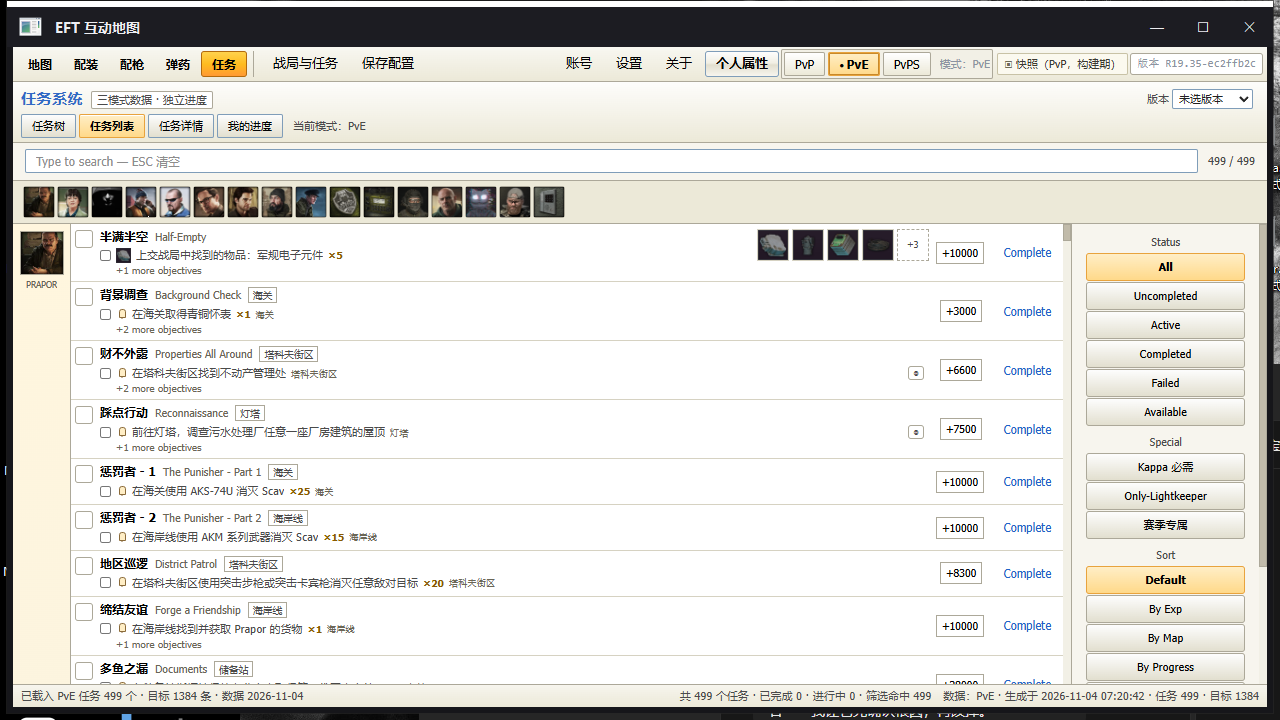 EFT 互动地图
地图 配装 配枪 弹药 任务 战局与任务 保存配置 账号 设置 关于 个人属性 PvP • PvE PvPS 模式：PvE 快照（PvP，构建期） 版本 R19.35-ec2ffb2c
任务系统 三模式数据 · 独立进度 版本 未选版本
任务树 任务列表 任务详情 我的进度 当前模式：PvE
Type to search — ESC 清空 499 / 499
PRAPOR
半满半空 Half-Empty
上交战局中找到的物品：军规电子元件 ×5
+1 more objectives
+3 +10000 Complete
背景调查 Background Check 海关
在海关取得青铜怀表 ×1 海关
+2 more objectives
+3000 Complete
财不外露 Properties All Around 塔科夫街区
在塔科夫街区找到不动产管理处 塔科夫街区
+2 more objectives
+6600 Complete
踩点行动 Reconnaissance 灯塔
前往灯塔，调查污水处理厂任意一座厂房建筑的屋顶 灯塔
+1 more objectives
+7500 Complete
惩罚者 - 1 The Punisher - Part 1 海关
在海关使用 AKS-74U 消灭 Scav ×25 海关
+10000 Complete
惩罚者 - 2 The Punisher - Part 2 海岸线
在海岸线使用 AKM 系列武器消灭 Scav ×15 海岸线
+10000 Complete
地区巡逻 District Patrol 塔科夫街区
在塔科夫街区使用突击步枪或突击卡宾枪消灭任意敌对目标 ×20 塔科夫街区
+8300 Complete
缔结友谊 Forge a Friendship 海岸线
在海岸线找到并获取 Prapor 的货物 ×1 海岸线
+1 more objectives
+10000 Complete
多鱼之漏 Documents 储备站
Status
All
Uncompleted
Active
Completed
Failed
Available
Special
Kappa 必需
Only-Lightkeeper
赛季专属
Sort
Default
By Exp
By Map
By Progress
已载入 PvE 任务 499 个 · 目标 1384 条 · 数据 2026-11-04 共 499 个任务 · 已完成 0 · 进行中 0 · 筛选命中 499 数据：PvE · 生成于 2026-11-04 07:20:42 · 任务 499 · 目标 1384